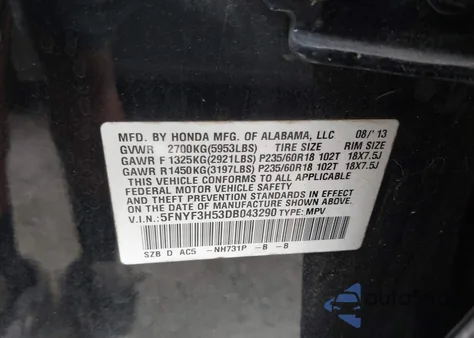 MFD. BY HONDA MFG. OF ALABAMA, LLC 08/'13
GVWR 2700KG(5953LBS) TIRE SIZE RIM SIZE
GAWR F 1325KG(2921LBS) P235/60R18 102T 18X7.5J
GAWR R 1450KG(3197LBS) P235/60R18 102T 18X7.5J
THIS VEHICLE CONFORMS TO ALL APPLICABLE
FEDERAL MOTOR VEHICLE SAFETY, BUMPER,
AND THEFT PREVENTION STANDARDS IN EFFECT
ON THE DATE OF MANUFACTURE SHOWN ABOVE.
V.I.N.:5FNYF3H53DB043290 TYPE: MPV
SZB D AC5 -NH731P -B -8